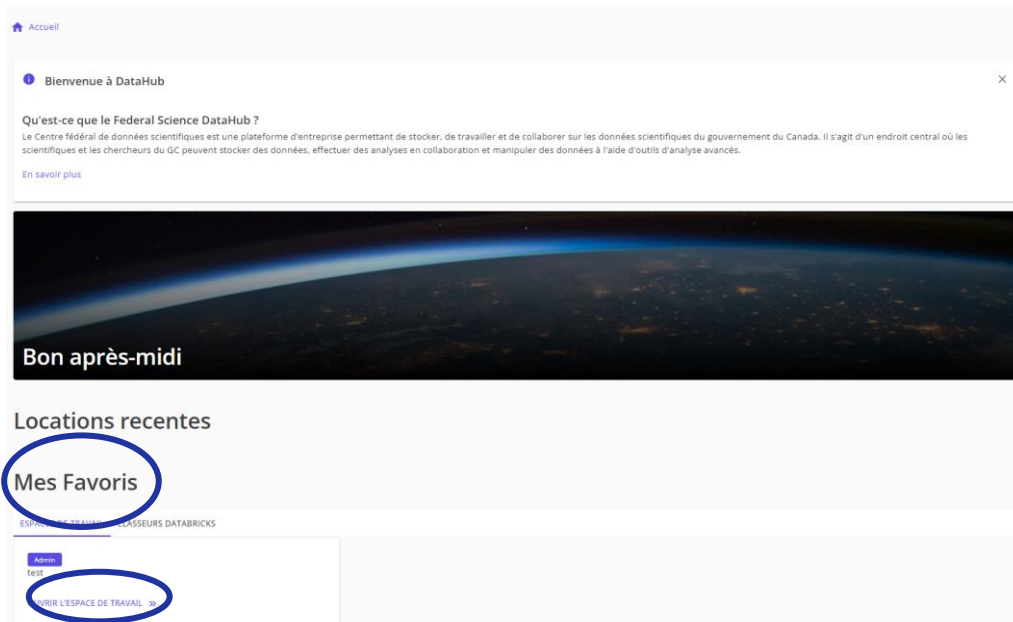 Accueil
Bienvenue à DataHub
Qu'est-ce que le Federal Science DataHub ?
Le Centre fédéral de données scientifiques est une plateforme d'entreprise permettant de stocker, de travailler et de collaborer sur les données scientifiques du gouvernement du Canada. Il s'agit d'un endroit central où les
scientifiques et les chercheurs du GC peuvent stocker des données, effectuer des analyses en collaboration et manipuler des données à l'aide d'outils d'analyse avancés.
En savoir plus
Bon après-midi
Locations recentes
Mes Favoris
ESPACES DE TRAVAIL CLASSEURS DATABRICKS
Admin
test
OUVRIR L'ESPACE DE TRAVAIL »